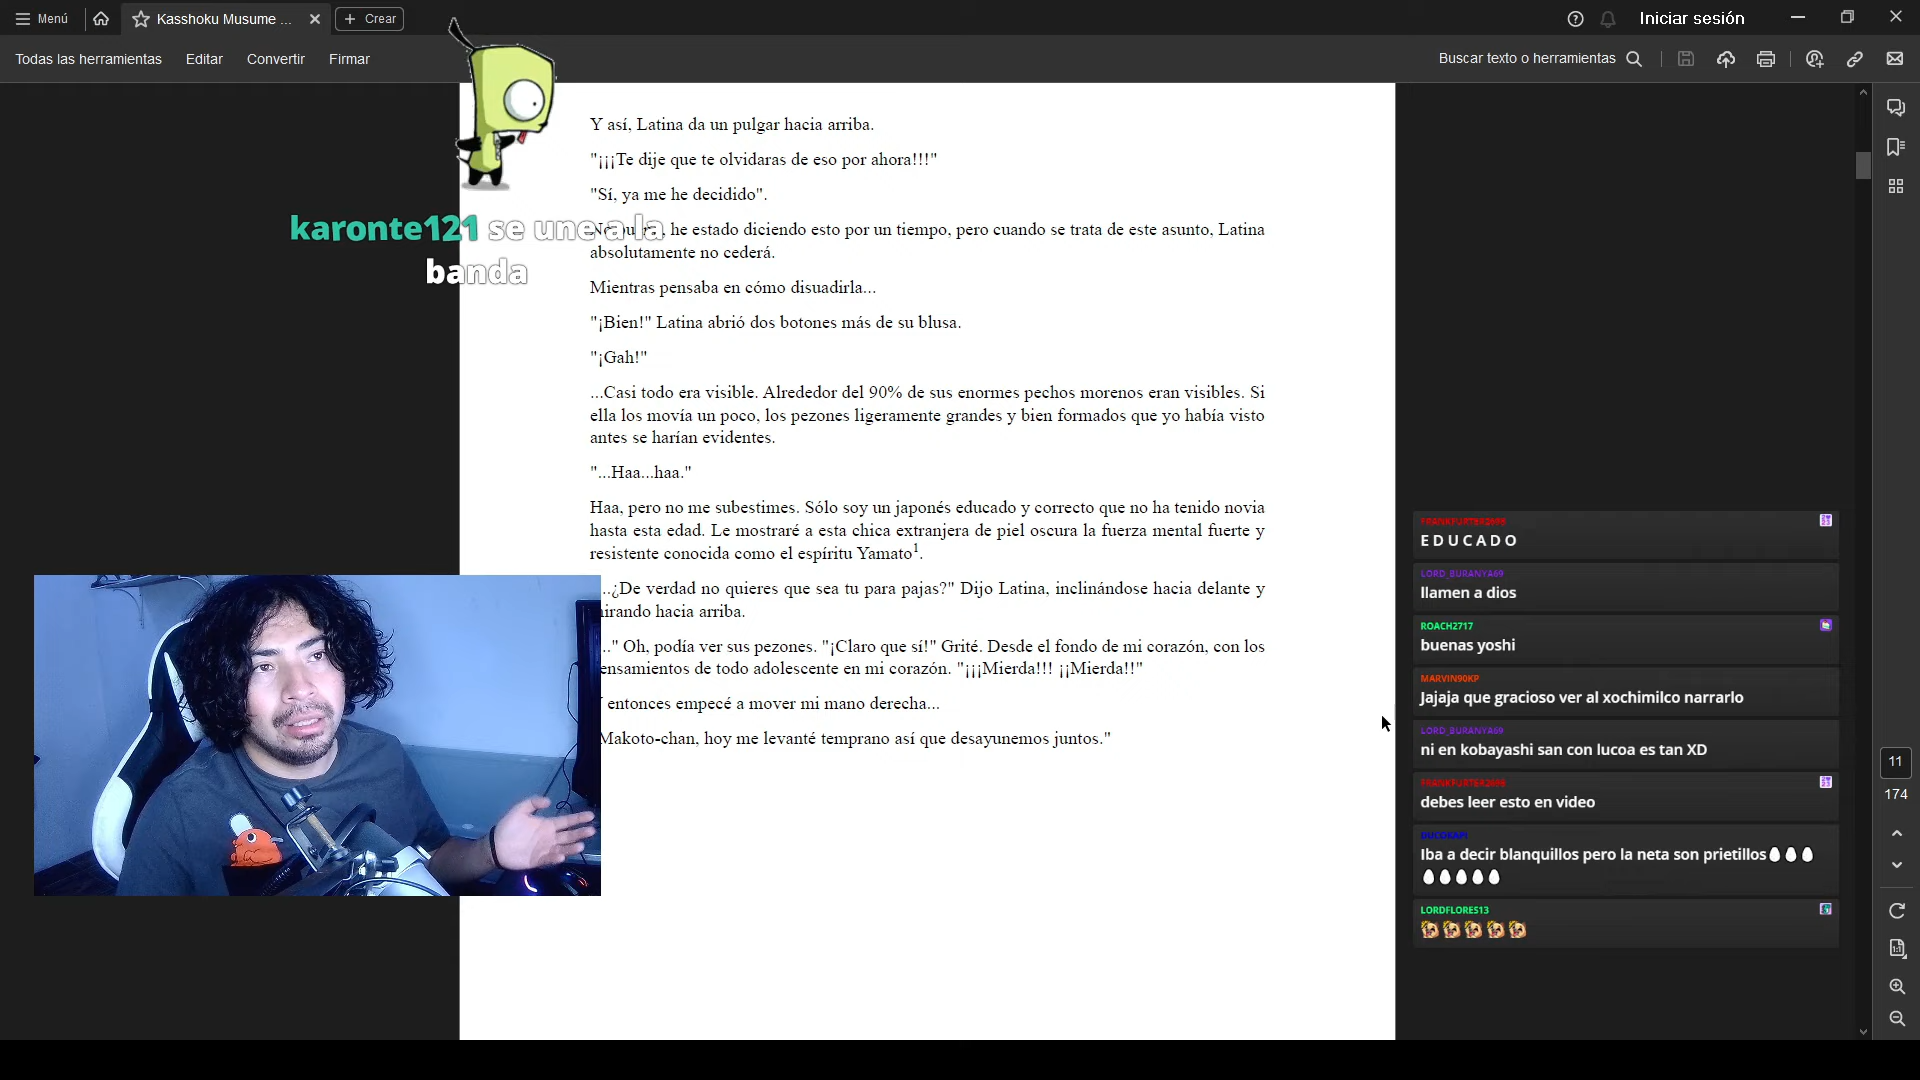 Menú
Kasshoku Musume ...
Crear
Iniciar sesión
Todas las herramientas
Editar
Convertir
Firmar
Buscar texto o herramientas
Y así, Latina da un pulgar hacia arriba.
"¡¡¡Te dije que te olvidaras de eso por ahora!!!"
"Sí, ya me he decidido".
karonte121 se une a la
banda
he estado diciendo esto por un tiempo, pero cuando se trata de este asunto, Latina
absolutamente no cederá.
Mientras pensaba en cómo disuadirla...
"¡Bien!" Latina abrió dos botones más de su blusa.
"¡Gah!"
...Casi todo era visible. Alrededor del 90% de sus enormes pechos morenos eran visibles. Si
ella los movía un poco, los pezones ligeramente grandes y bien formados que yo había visto
antes se harían evidentes.
"...Haa...haa."
Haa, pero no me subestimes. Sólo soy un japonés educado y correcto que no ha tenido novia
hasta esta edad. Le mostraré a esta chica extranjera de piel oscura la fuerza mental fuerte y
resistente conocida como el espíritu Yamato1.
..¿De verdad no quieres que sea tu para pajas?" Dijo Latina, inclinándose hacia delante y
mirando hacia arriba.
.." Oh, podía ver sus pezones. "¡Claro que sí!" Grité. Desde el fondo de mi corazón, con los
ensamientos de todo adolescente en mi corazón. "¡¡¡Mierda!!! ¡¡Mierda!!"
entonces empecé a mover mi mano derecha...
Makoto-chan, hoy me levanté temprano así que desayunemos juntos."
E D U C A D O
LORD_BURANYA69
llamen a dios
ROACH2717
buenas yoshi
MARVIN90KP
Jajaja que gracioso ver al xochimilco narrarlo
LORD_BURANYA69
ni en kobayashi san con lucoa es tan XD
debes leer esto en video
Iba a decir blanquillos pero la neta son prietillos
LORDFLORES13
11
174